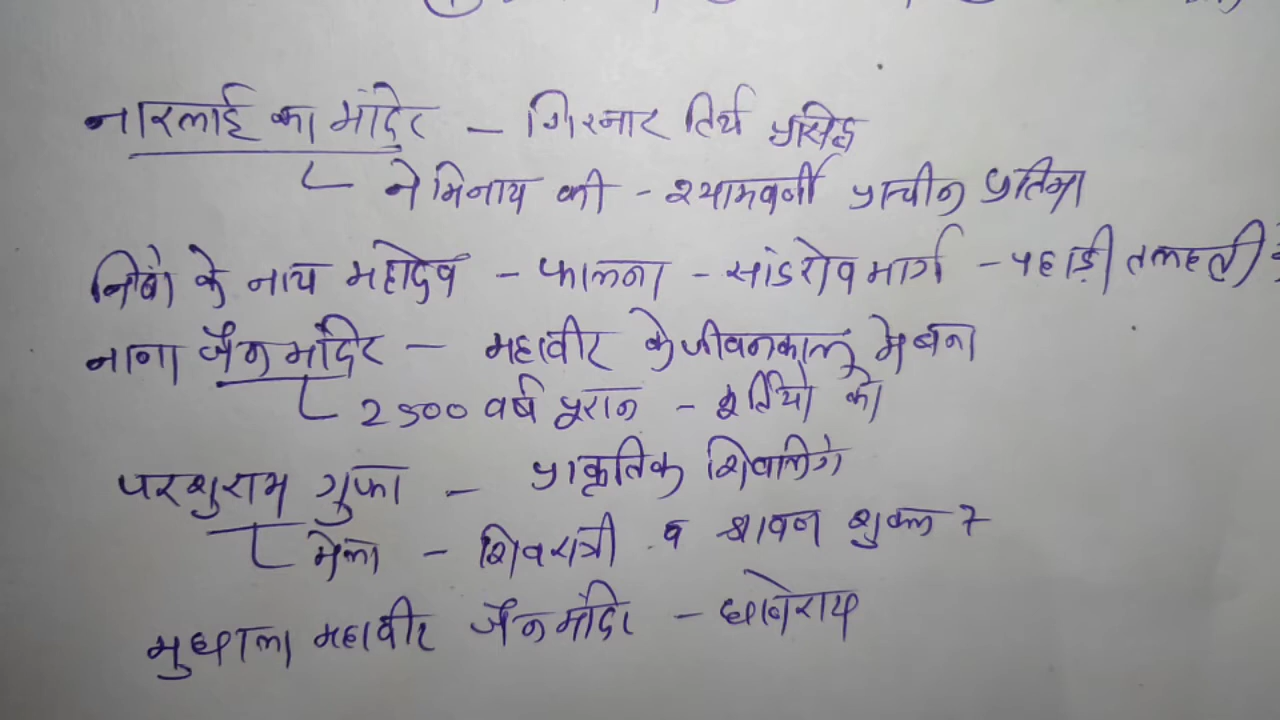 नारलाई का मंदिर - गिरनार तिर्थ प्रसिद्ध
नेमिनाथ की - श्यामवर्णी प्राचीन प्रतिमा
निंबो के नाथ महादेव - फालना - सांडेराव मार्ग - पहाड़ी तलहटी
नाणा जैन मंदिर - महावीर के जीवनकाल मे बना
2500 वर्ष पूरान - मूर्तियो को
परशुराम गुफा - प्राकृतिक शिवलिंग
मेला - शिवरात्री व श्रावन शुक्ल 7
मुछाला महावीर जैन मंदिर - घाणेराय